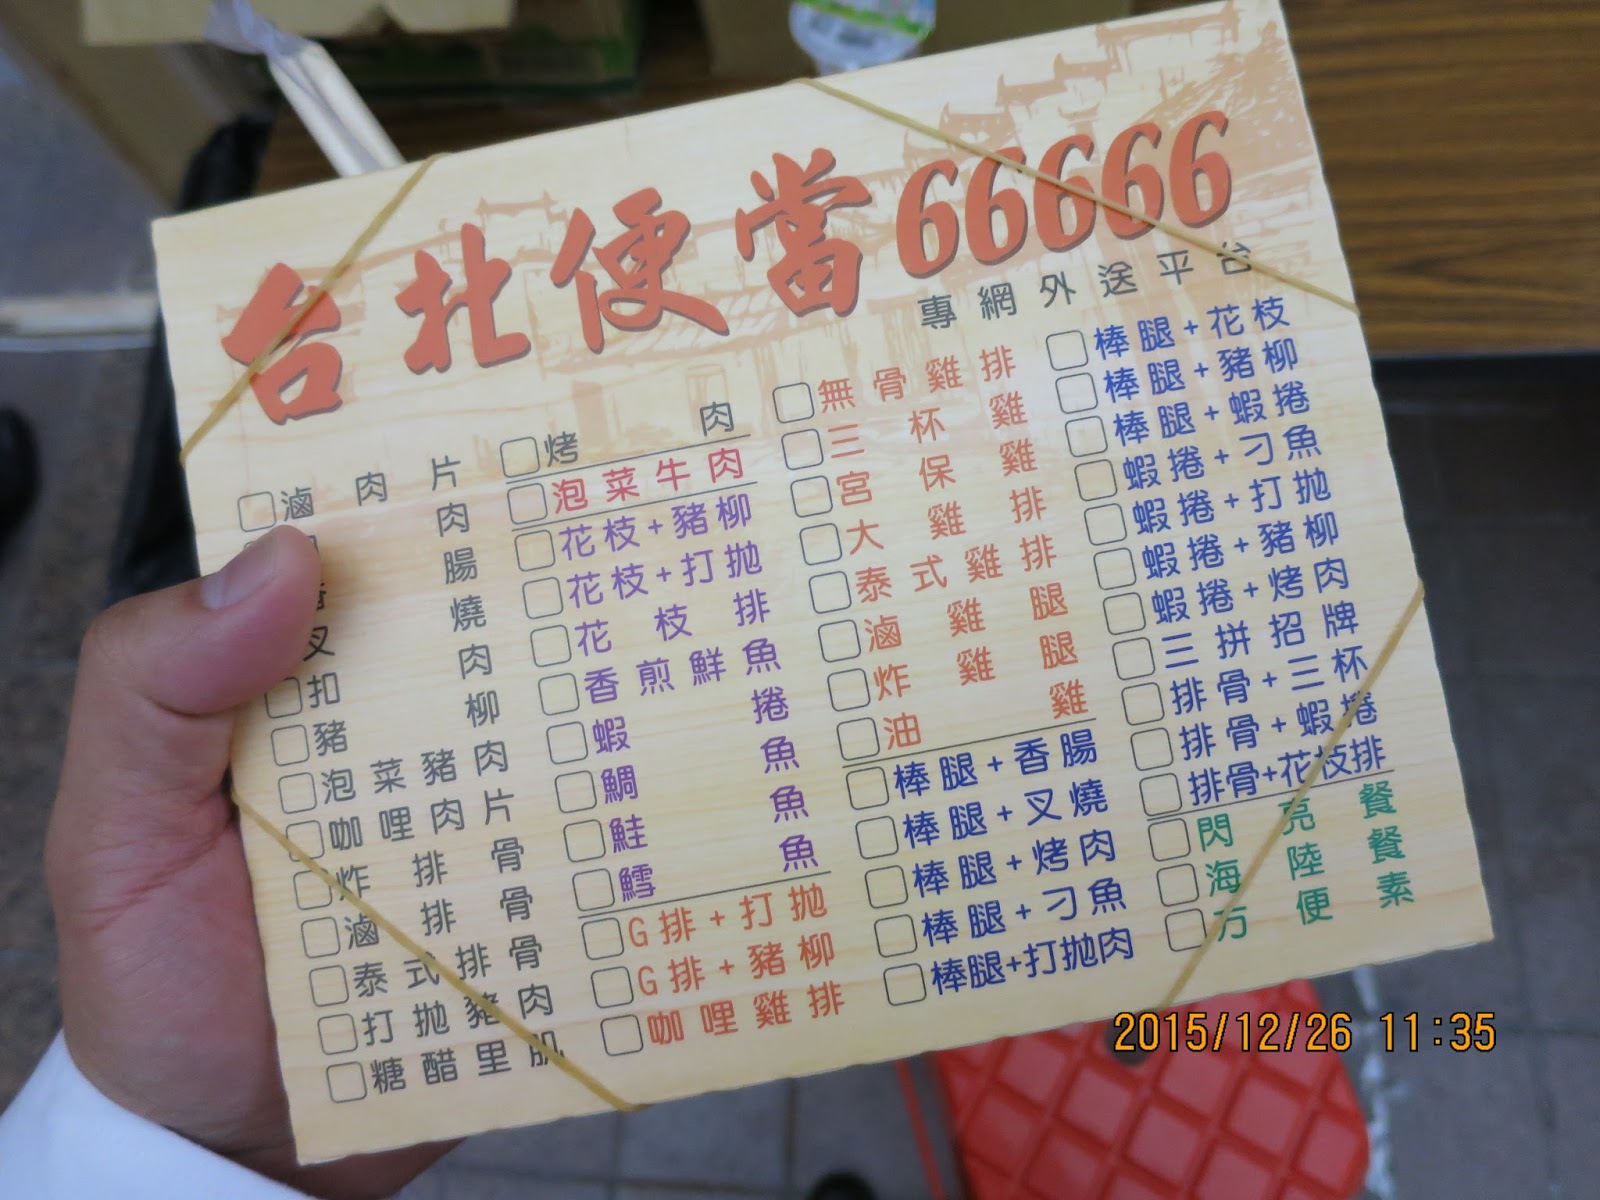 台北便當66666
專網外送平台
滷肉片
肉
腸
叉燒
扣肉
豬柳
泡菜豬肉
咖哩肉片
炸排骨
滷排骨
泰式排骨
打拋豬肉
糖醋里肌
烤肉
泡菜牛肉
花枝+豬柳
花枝+打拋
花枝排
香煎鮮魚
蝦捲
鯛魚
鮭魚
鱈魚
G排+打拋
G排+豬柳
咖哩雞排
無骨雞排
三杯雞
宮保雞
大雞排
泰式雞排
滷雞腿
炸雞腿
油雞
棒腿+香腸
棒腿+叉燒
棒腿+烤肉
棒腿+刁魚
棒腿+打拋肉
棒腿+花枝
棒腿+豬柳
棒腿+蝦捲
蝦捲+刁魚
蝦捲+打拋
蝦捲+豬柳
蝦捲+烤肉
三拼招牌
排骨+三杯
排骨+蝦捲
排骨+花枝排
閃亮餐
海陸餐
方便素
2015/12/26 11:35